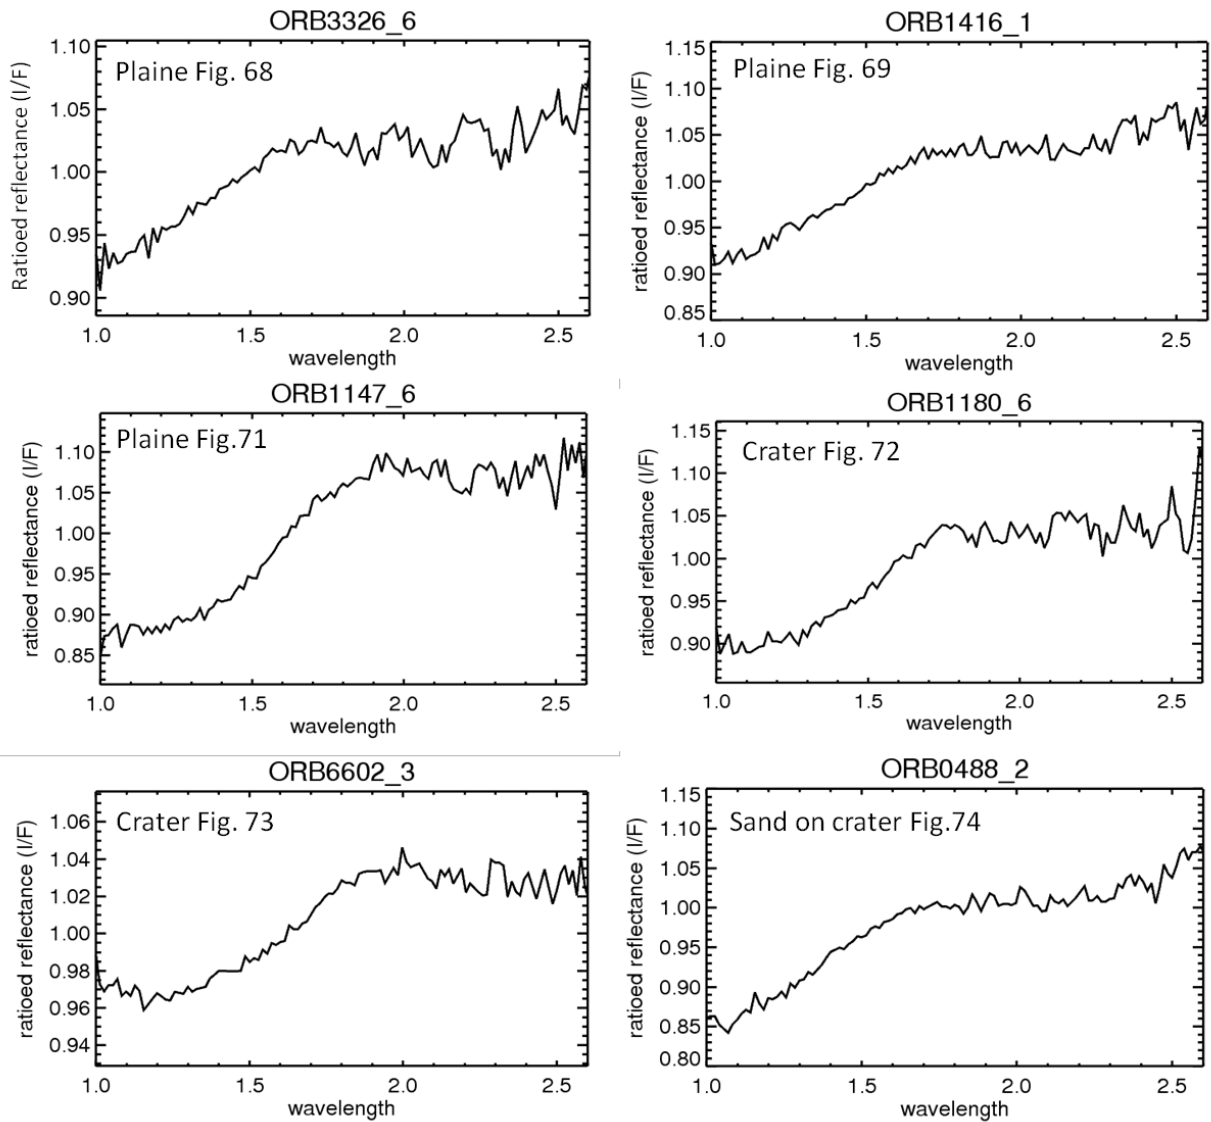 ORB3326_6
Plaine Fig. 68
Ratioed reflectance (I/F)
1.10
1.05
1.00
0.95
0.90
1.0 1.5 2.0 2.5
wavelength
ORB1416_1
Plaine Fig. 69
ratioed reflectance (I/F)
1.15
1.10
1.05
1.00
0.95
0.90
0.85
1.0 1.5 2.0 2.5
wavelength
ORB1147_6
Plaine Fig.71
ratioed reflectance (I/F)
1.10
1.05
1.00
0.95
0.90
0.85
1.0 1.5 2.0 2.5
wavelength
ORB1180_6
Crater Fig. 72
ratioed reflectance (I/F)
1.15
1.10
1.05
1.00
0.95
0.90
1.0 1.5 2.0 2.5
wavelength
ORB6602_3
Crater Fig. 73
ratioed reflectance (I/F)
1.06
1.04
1.02
1.00
0.98
0.96
0.94
1.0 1.5 2.0 2.5
wavelength
ORB0488_2
Sand on crater Fig.74
ratioed reflectance (I/F)
1.15
1.10
1.05
1.00
0.95
0.90
0.85
0.80
1.0 1.5 2.0 2.5
wavelength